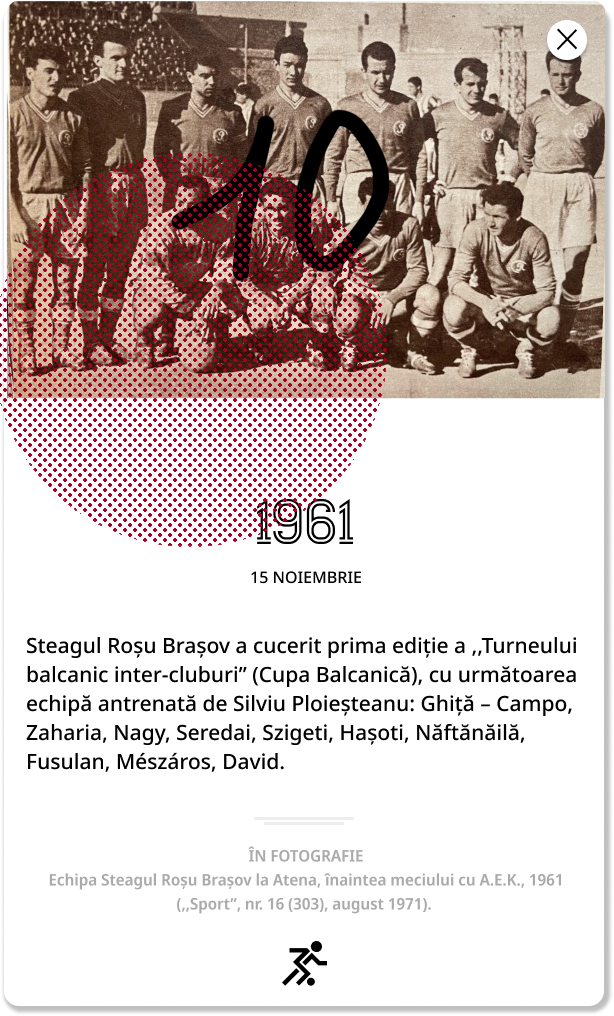 10
1961
15 NOIEMBRIE
Steagul Roșu Brașov a cucerit prima ediție a ,,Turneului
balcanic inter-cluburi” (Cupa Balcanică), cu următoarea
echipă antrenată de Silviu Ploieșteanu: Ghiță – Campo,
Zaharia, Nagy, Seredai, Szigeti, Hașoti, Năftănăilă,
Fusulan, Mészáros, David.
ÎN FOTOGRAFIE
Echipa Steagul Roșu Brașov la Atena, înaintea meciului cu A.E.K., 1961
(,,Sport”, nr. 16 (303), august 1971).